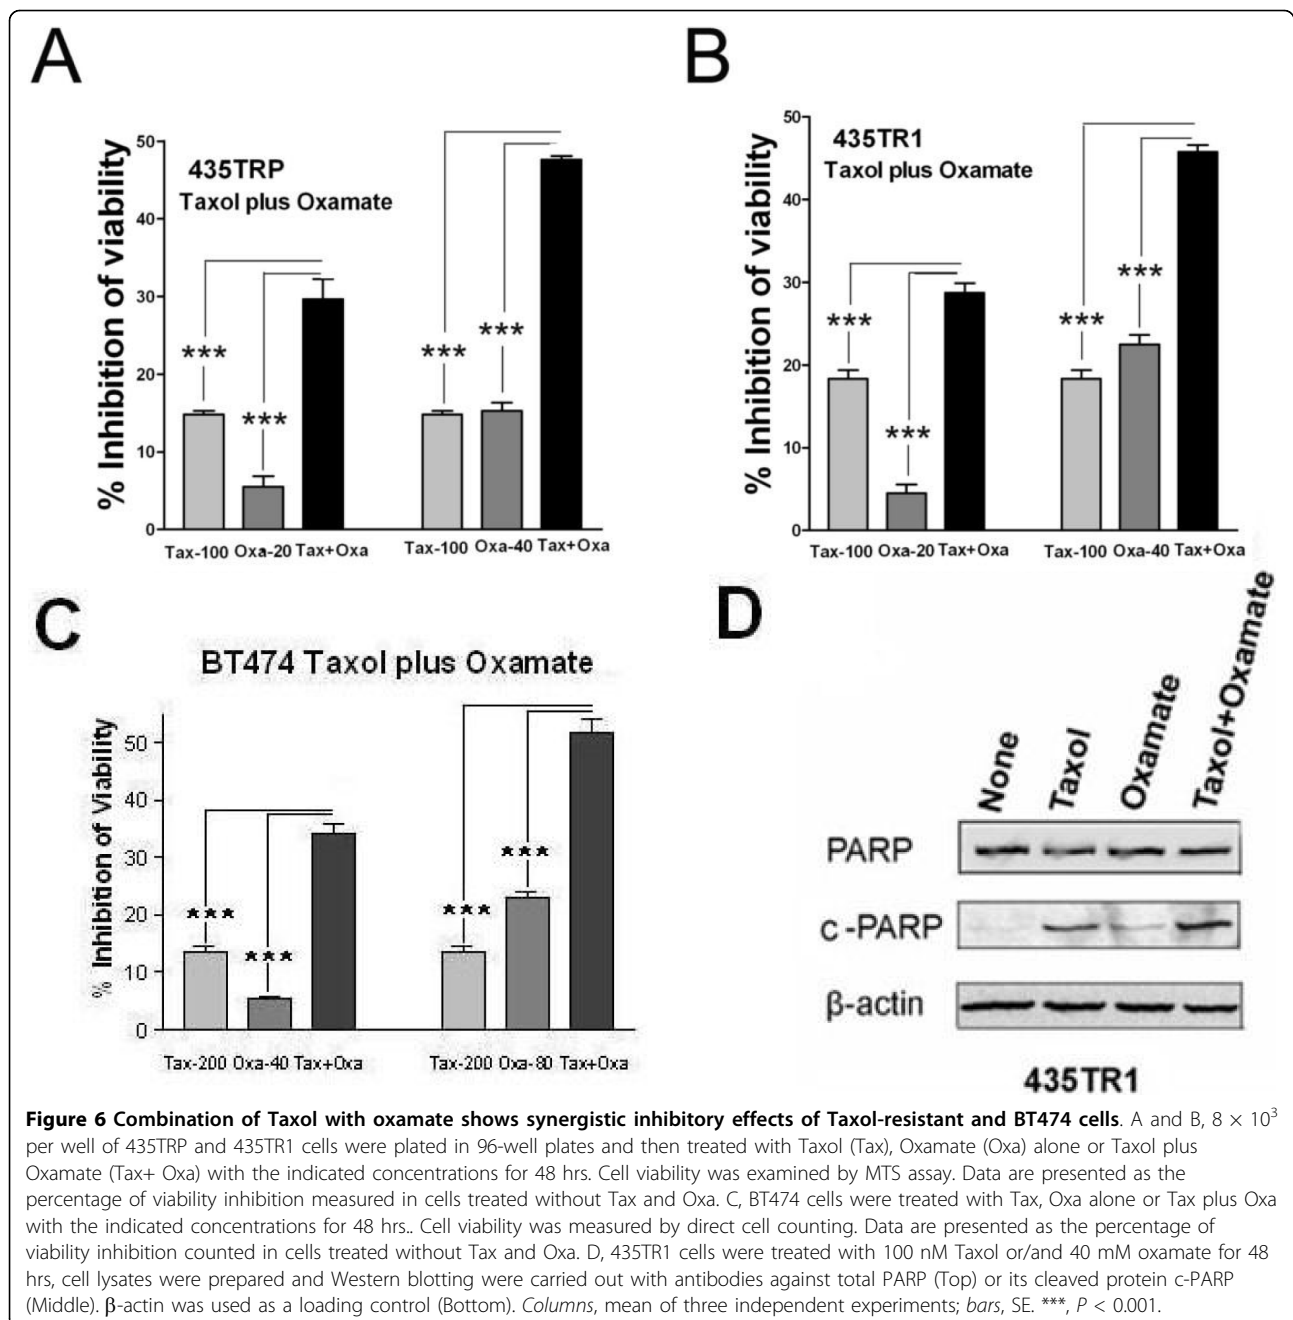 A
50
40
30
20
10
0
% Inhibition of viability
435TRP
Taxol plus Oxamate
***
***
***
***
Tax-100 Oxa-20 Tax+Oxa
Tax-100 Oxa-40 Tax+Oxa
B
50
40
30
20
10
0
% Inhibition of viability
435TR1
Taxol plus Oxamate
***
***
***
***
Tax-100 Oxa-20 Tax+Oxa
Tax-100 Oxa-40 Tax+Oxa
C
BT474 Taxol plus Oxamate
50
40
30
20
10
0
% Inhibition of Viability
***
***
***
***
Tax-200 Oxa-40 Tax+Oxa
Tax-200 Oxa-80 Tax+Oxa
D
None
Taxol
Oxamate
Taxol+Oxamate
PARP
c-PARP
β-actin
435TR1
Figure 6 Combination of Taxol with oxamate shows synergistic inhibitory effects of Taxol-resistant and BT474 cells. A and B, 8 × 10³
per well of 435TRP and 435TR1 cells were plated in 96-well plates and then treated with Taxol (Tax), Oxamate (Oxa) alone or Taxol plus
Oxamate (Tax+ Oxa) with the indicated concentrations for 48 hrs. Cell viability was examined by MTS assay. Data are presented as the
percentage of viability inhibition measured in cells treated without Tax and Oxa. C, BT474 cells were treated with Tax, Oxa alone or Tax plus Oxa
with the indicated concentrations for 48 hrs.. Cell viability was measured by direct cell counting. Data are presented as the percentage of
viability inhibition counted in cells treated without Tax and Oxa. D, 435TR1 cells were treated with 100 nM Taxol or/and 40 mM oxamate for 48
hrs, cell lysates were prepared and Western blotting were carried out with antibodies against total PARP (Top) or its cleaved protein c-PARP
(Middle). β-actin was used as a loading control (Bottom). Columns, mean of three independent experiments; bars, SE. ***, P < 0.001.